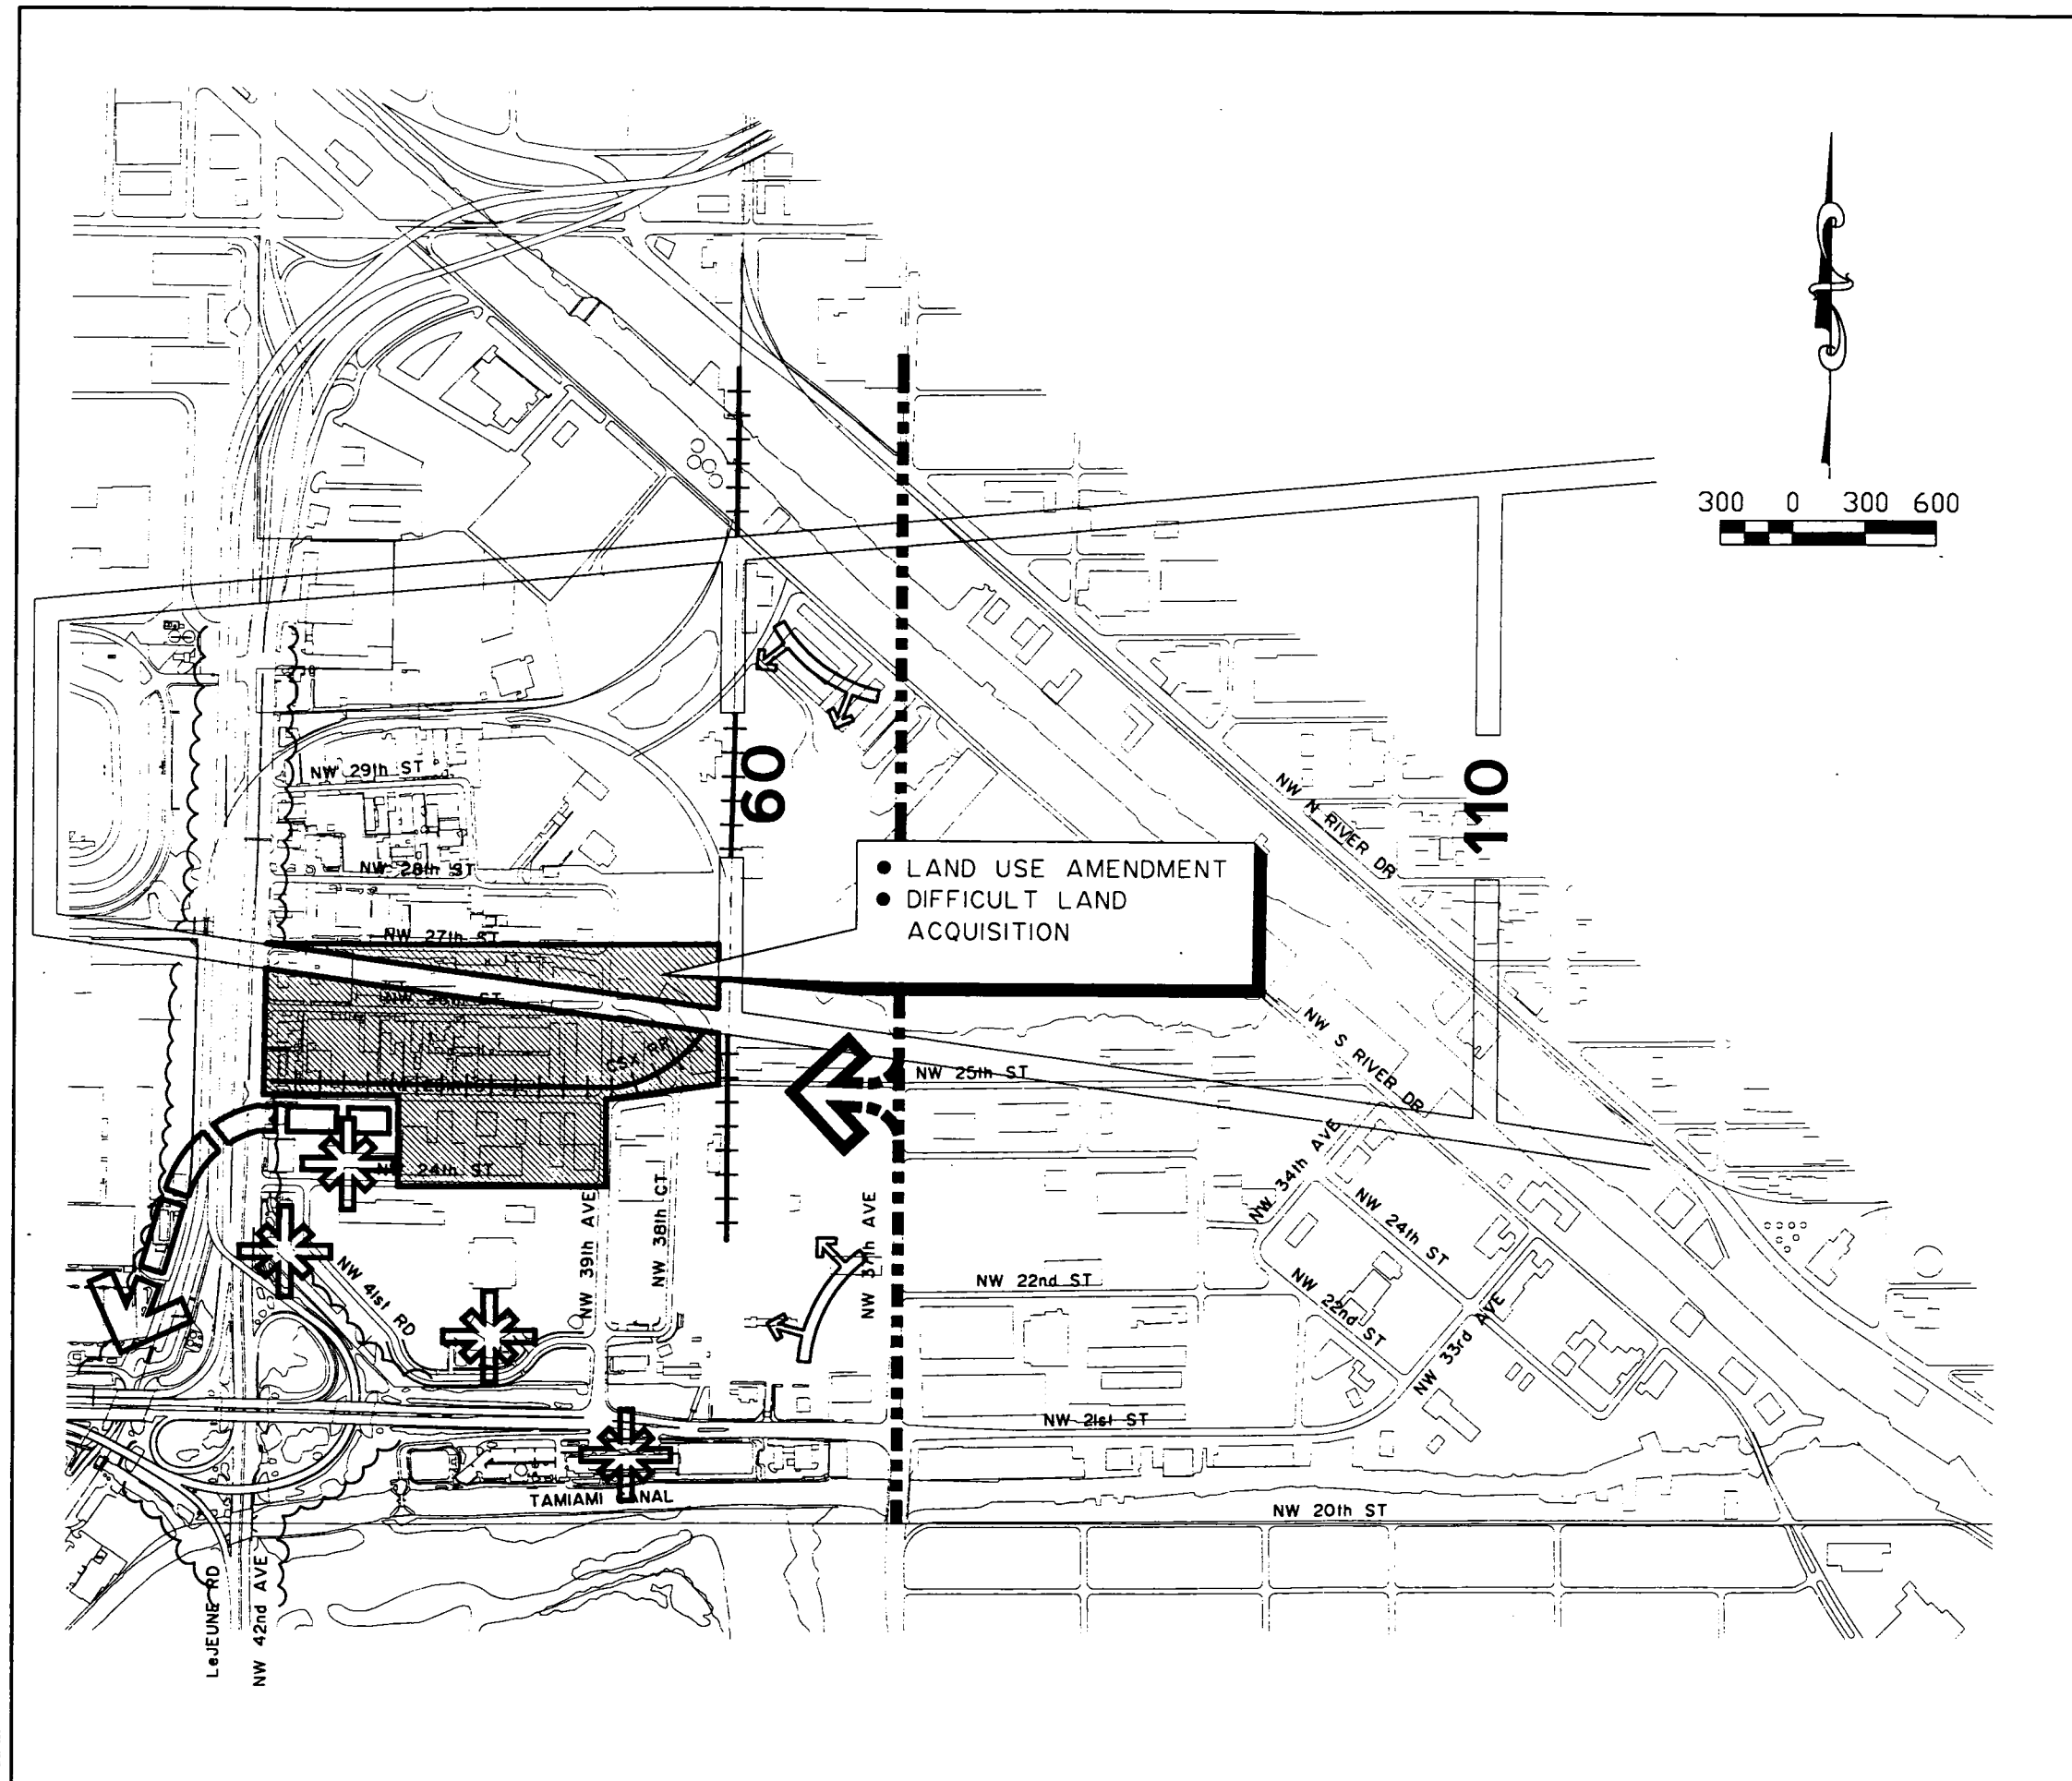 300 0 300 600
NW 29th ST
60
NW N RIVER DR
110
NW 28th ST
● LAND USE AMENDMENT
● DIFFICULT LAND
ACQUISITION
NW 27th ST
NW 26th ST
CSX RR
NW 25th ST
NW S RIVER DR
NW 24th ST
NW 34th AVE
NW 24th ST
NW 39th AVE
NW 38th CT
NW 37th AVE
NW 41st RD
NW 22nd ST
NW 22nd ST
NW 33rd AVE
NW 21st ST
TAMIAMI CANAL
NW 20th ST
LeJEUNE RD
NW 42nd AVE